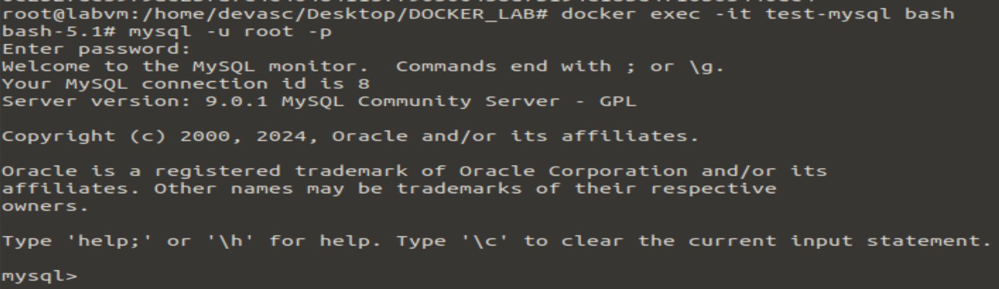 root@labvm:/home/devasc/Desktop/DOCKER_LAB# docker exec -it test-mysql bash
bash-5.1# mysql -u root -p
Enter password:
Welcome to the MySQL monitor.  Commands end with ; or \g.
Your MySQL connection id is 8
Server version: 9.0.1 MySQL Community Server - GPL

Copyright (c) 2000, 2024, Oracle and/or its affiliates.

Oracle is a registered trademark of Oracle Corporation and/or its
affiliates. Other names may be trademarks of their respective
owners.

Type 'help;' or '\h' for help. Type '\c' to clear the current input statement.

mysql>